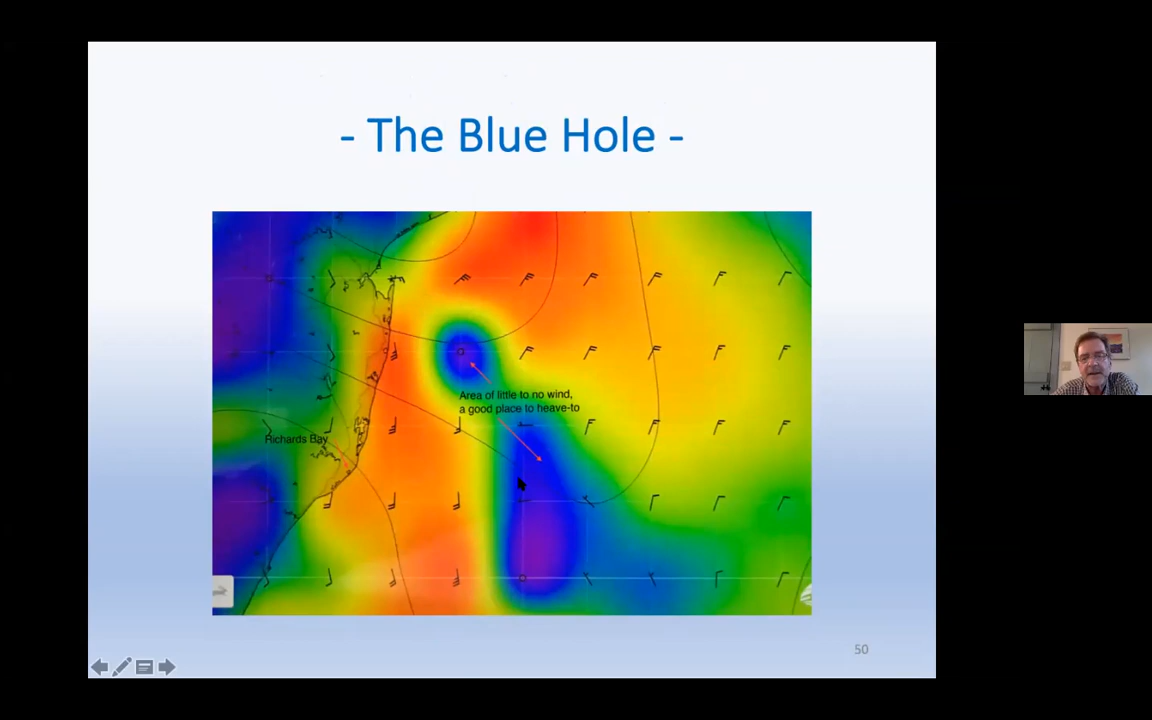 - The Blue Hole -
Area of little to no wind,
a good place to heave-to
Richards Bay
50